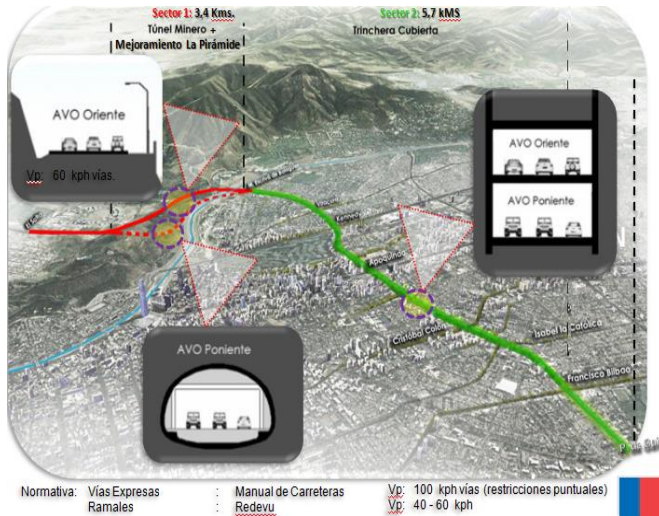 Sector 1: 3,4 Kms.
Túnel Minero +
Mejoramiento La Pirámide
Sector 2: 5,7 kMS
Trinchera Cubierta
AVO Oriente
Vp: 60 kph vías.
AVO Oriente
AVO Poniente
El Salto
Kennedy
Apoquindo
Cristóbal Colón
Isabel la Católica
Francisco Bilbao
AVO Poniente
Normativa: Vías Expresas : Manual de Carreteras Vp: 100 kph vías (restricciones puntuales)
Ramales : Redevu Vp: 40 - 60 kph